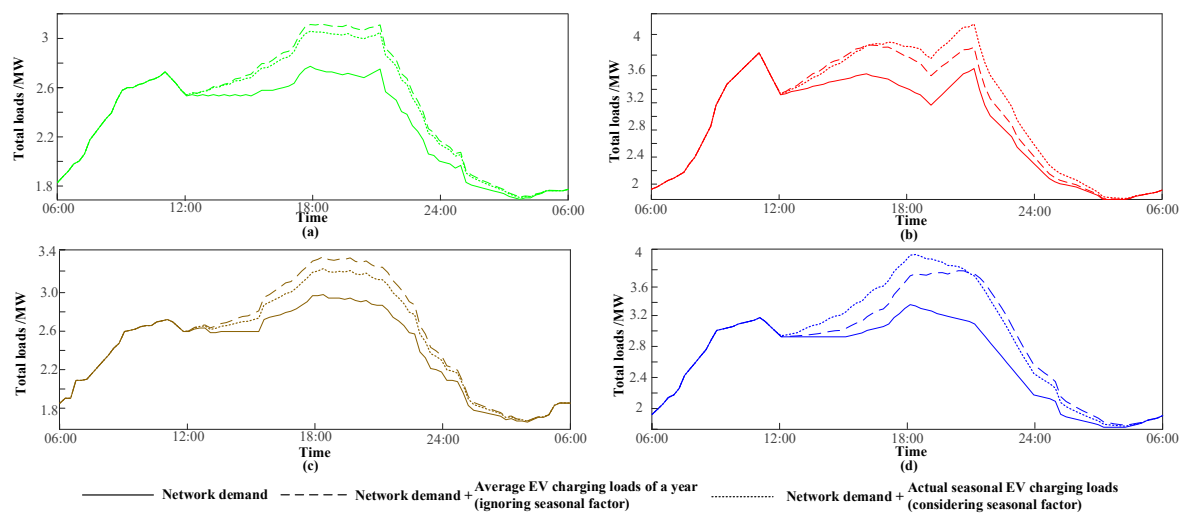 Total loads /MW
3
2.6
2.2
1.8
06:00
12:00
18:00
24:00
06:00
Time
(a)
Total loads /MW
4
3.6
3.2
2.8
2.4
2
06:00
12:00
18:00
24:00
06:00
Time
(b)
Total loads /MW
3.4
3.0
2.6
2.2
1.8
06:00
12:00
18:00
24:00
06:00
Time
(c)
Total loads /MW
4
3.6
3.2
2.8
2.4
2
06:00
12:00
18:00
24:00
06:00
Time
(d)
Network demand
Network demand + Average EV charging loads of a year
(ignoring seasonal factor)
Network demand + Actual seasonal EV charging loads
(considering seasonal factor)